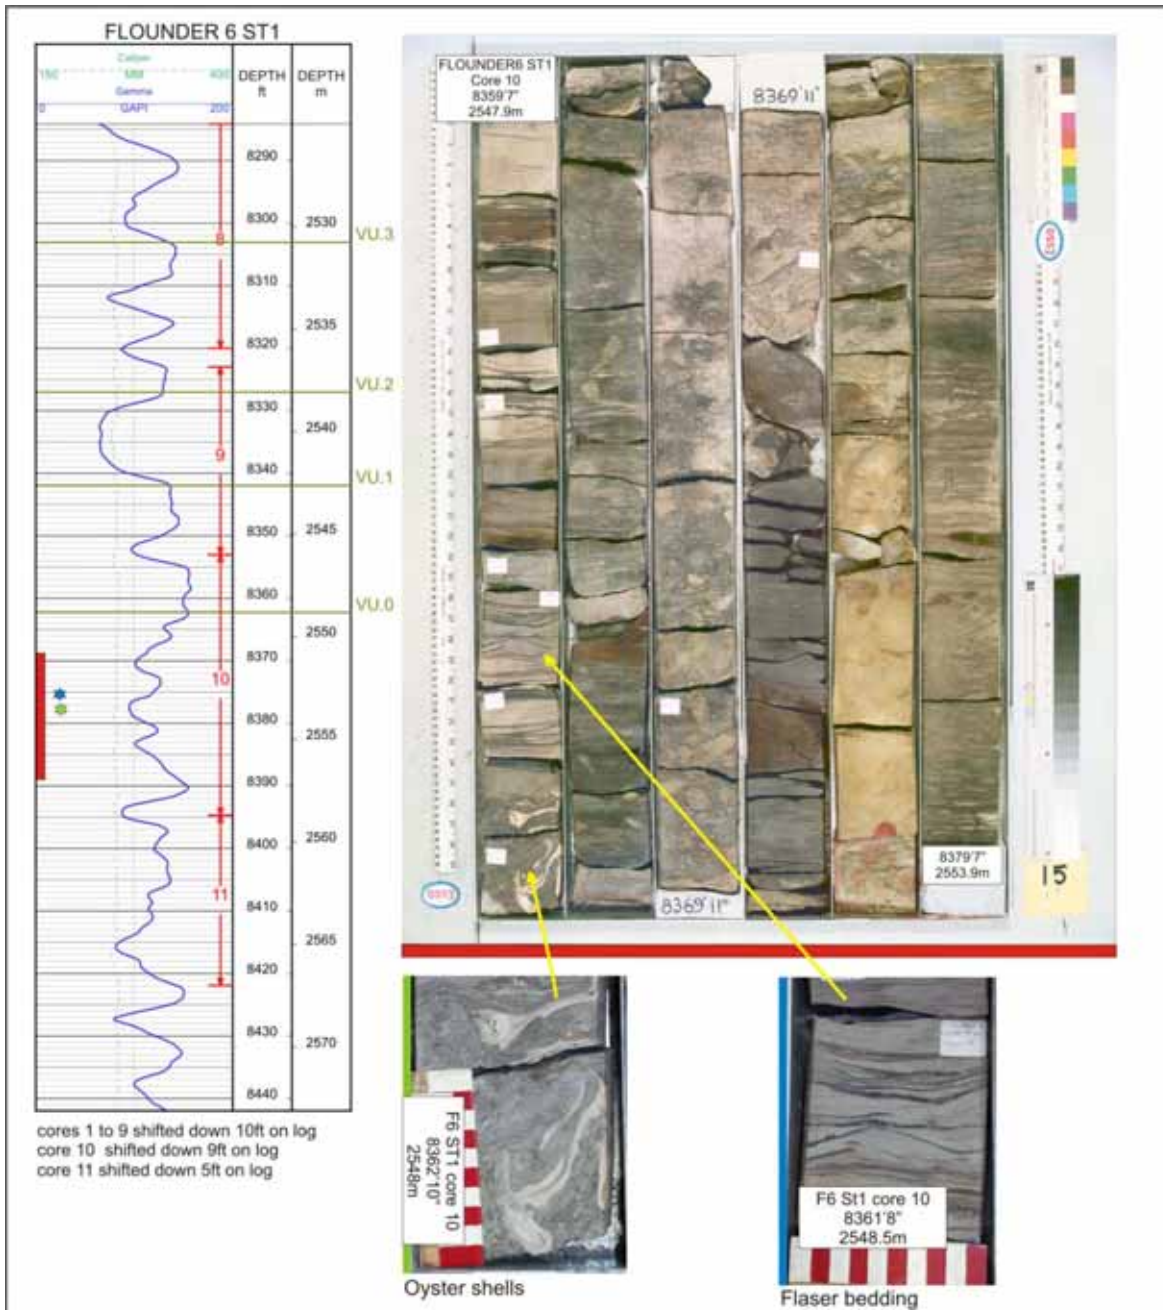 FLOUNDER 6 ST1
Caliper
150 MM 400
Gamma
0 GAPI 200
DEPTH
ft
DEPTH
m
8290
8300
8310
8320
8330
8340
8350
8360
8370
8380
8390
8400
8410
8420
8430
8440
2530
2535
2540
2545
2550
2555
2560
2565
2570
8
9
10
11
VU.3
VU.2
VU.1
VU.0
cores 1 to 9 shifted down 10ft on log
core 10 shifted down 9ft on log
core 11 shifted down 5ft on log
FLOUNDER6 ST1
Core 10
8359'7"
2547.9m
8369'11"
8369'11"
8379'7"
2553.9m
15
ESSO
ESSO
F6 ST1 core 10
8362'10"
2548m
Oyster shells
F6 St1 core 10
8361'8"
2548.5m
Flaser bedding